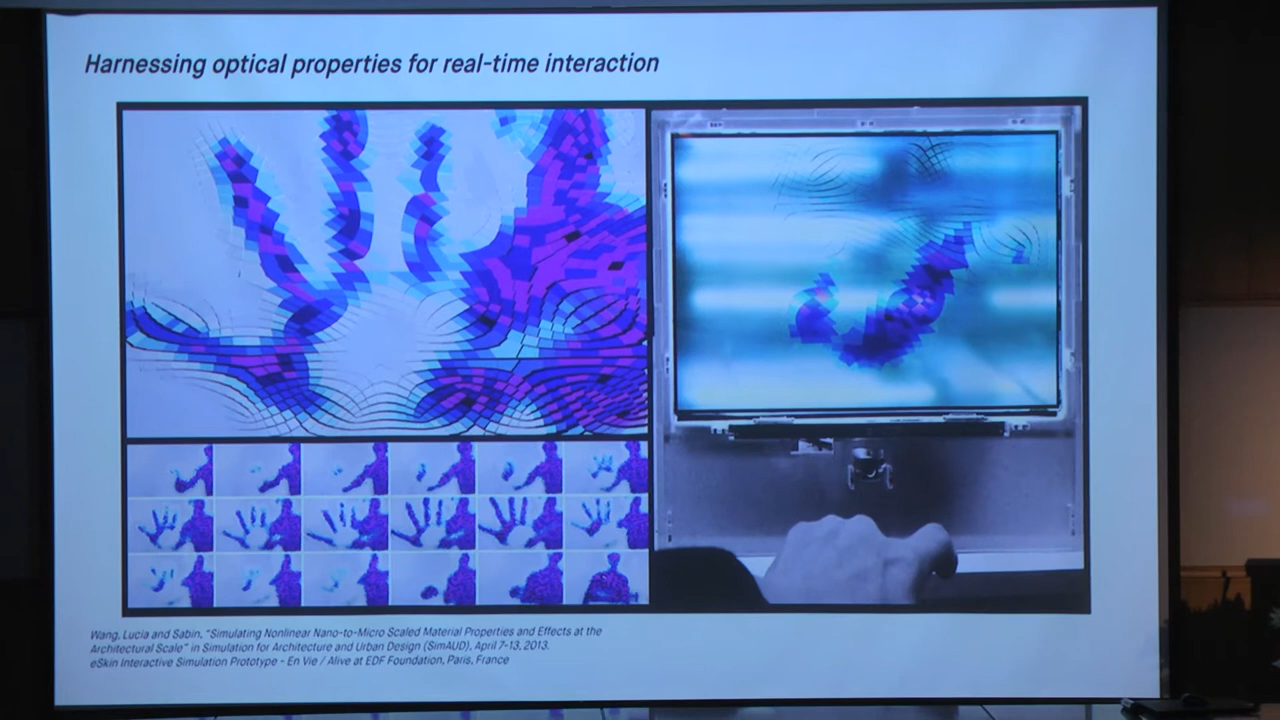 Harnessing optical properties for real-time interaction
Wang, Lucia and Sabin, "Simulating Nonlinear Nano-to-Micro Scaled Material Properties and Effects at the
Architectural Scale" in Simulation for Architecture and Urban Design (SimAUD), April 7-13, 2013.
eSkin Interactive Simulation Prototype - En Vie / Alive at EDF Foundation, Paris, France